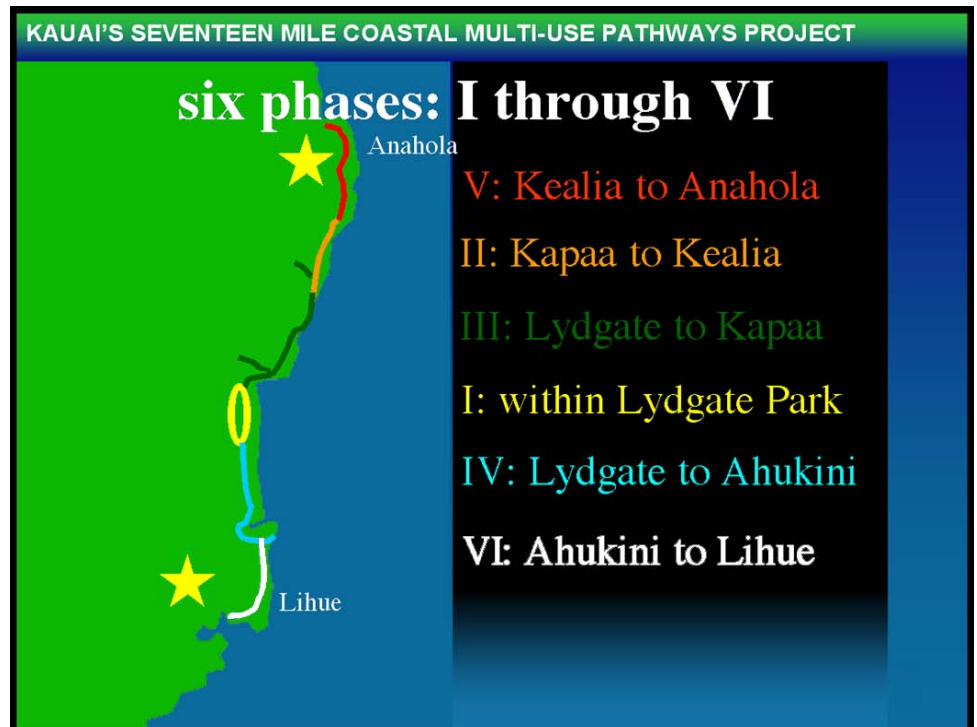 KAUAI'S SEVENTEEN MILE COASTAL MULTI-USE PATHWAYS PROJECT
six phases: I through VI
Anahola
V: Kealia to Anahola
II: Kapaa to Kealia
III: Lydgate to Kapaa
I: within Lydgate Park
IV: Lydgate to Ahukini
VI: Ahukini to Lihue
Lihue